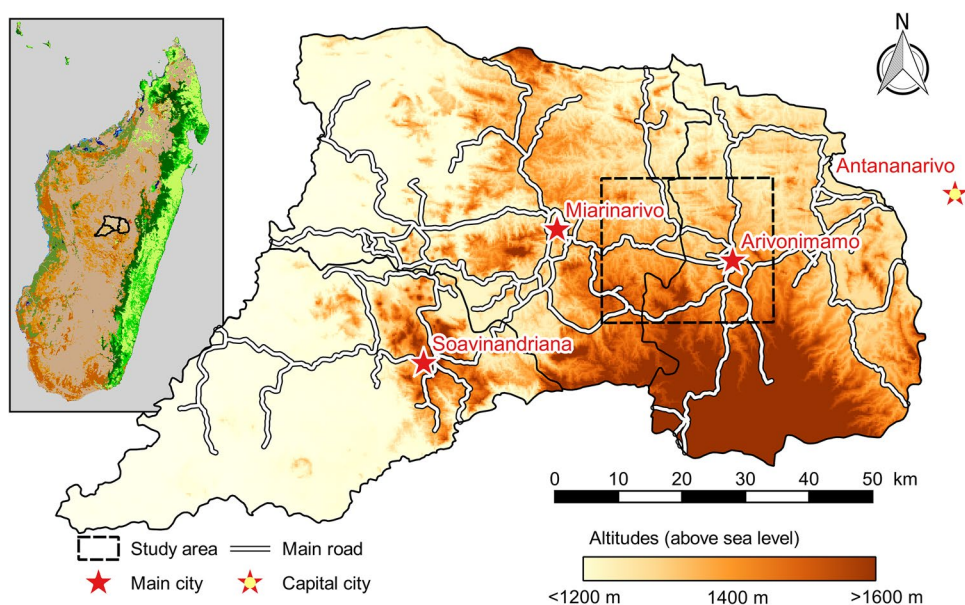 N
Antananarivo
Miarinarivo
Arivonimamo
Soavinandriana
0 10 20 30 40 50 km
Study area
Main road
Main city
Capital city
Altitudes (above sea level)
<1200 m 1400 m >1600 m